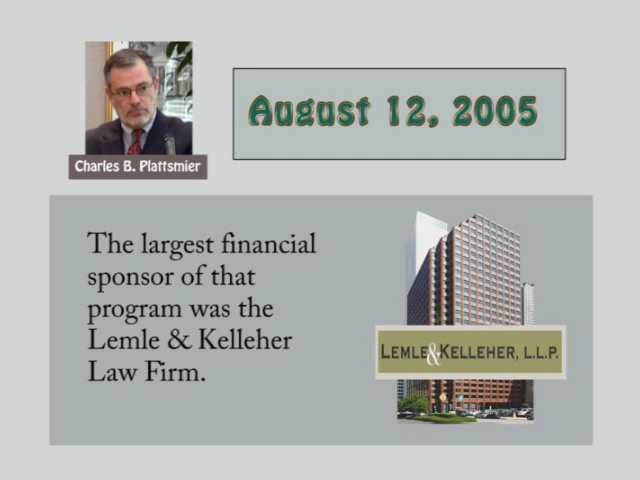 August 12, 2005
Charles B. Plattsmier
The largest financial
sponsor of that
program was the
Lemle & Kelleher
Law Firm.
LEMLE & KELLEHER, L.L.P.